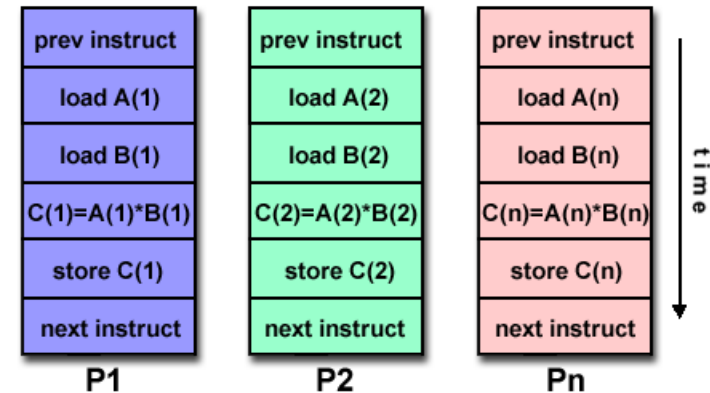 prev instruct
load A(1)
load B(1)
C(1)=A(1)*B(1)
store C(1)
next instruct
P1
prev instruct
load A(2)
load B(2)
C(2)=A(2)*B(2)
store C(2)
next instruct
P2
prev instruct
load A(n)
load B(n)
C(n)=A(n)*B(n)
store C(n)
next instruct
Pn
time